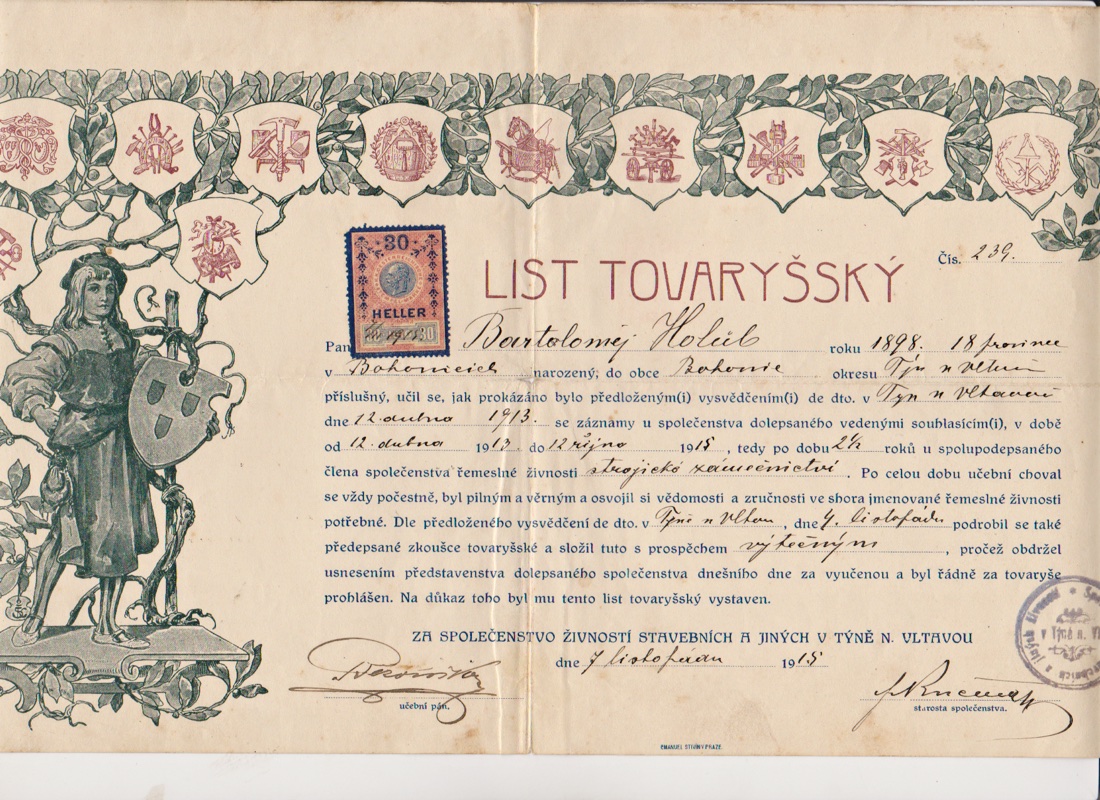 Čís. 239.
30
HELLER
30
LIST TOVARYŠSKÝ
Pan Bartoloměj Holub roku 1898. 18 prosince
v Bohonicích narozený, do obce Bohonic okresu Týn n Vltav
příslušný, učil se, jak prokázáno bylo předloženým(i) vysvědčením(i) de dto. v Týn n Vltavou
dne 12. dubna 1913. se záznamy u společenstva dolepsaného vedenými souhlasícím(i), v době
od 12. dubna 1913. do 12 října 1915, tedy po dobu 2½ roků u spolupodepsaného
člena společenstva řemeslné živnosti strojické zámečnictví. Po celou dobu učební choval
se vždy počestně, byl pilným a věrným a osvojil si vědomosti a zručnosti ve shora jmenované řemeslné živnosti
potřebné. Dle předloženého vysvědčení de dto. v Týně n Vltav, dne 4. listopadu podrobil se také
předepsané zkoušce tovaryšské a složil tuto s prospěchem výtečným, pročež obdržel
usnesením představenstva dolepsaného společenstva dnešního dne za vyučenou a byl řádně za tovaryše
prohlášen. Na důkaz toho byl mu tento list tovaryšský vystaven.
ZA SPOLEČENSTVO ŽIVNOSTÍ STAVEBNÍCH A JINÝCH V TÝNĚ N. VLTAVOU
dne 7 listopadu 1915
učební pán.
starosta společenstva.
v Týně n. Vl
EMANUEL STIVÍN V PRAZE